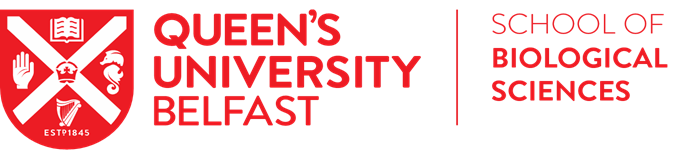 QUEEN'S
UNIVERSITY
BELFAST
ESTD 1845
SCHOOL OF
BIOLOGICAL
SCIENCES